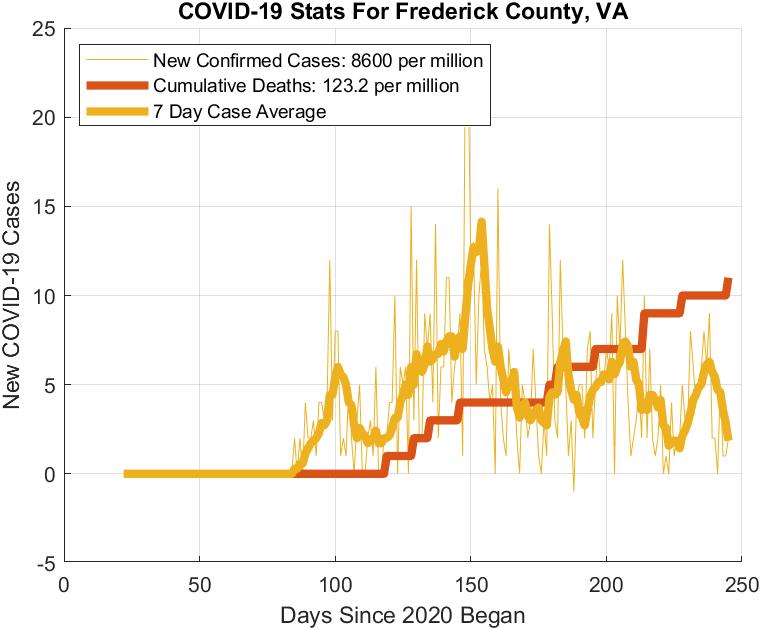 COVID-19 Stats For Frederick County, VA
New Confirmed Cases: 8600 per million
Cumulative Deaths: 123.2 per million
7 Day Case Average
New COVID-19 Cases
25
20
15
10
5
0
-5
0 50 100 150 200 250
Days Since 2020 Began